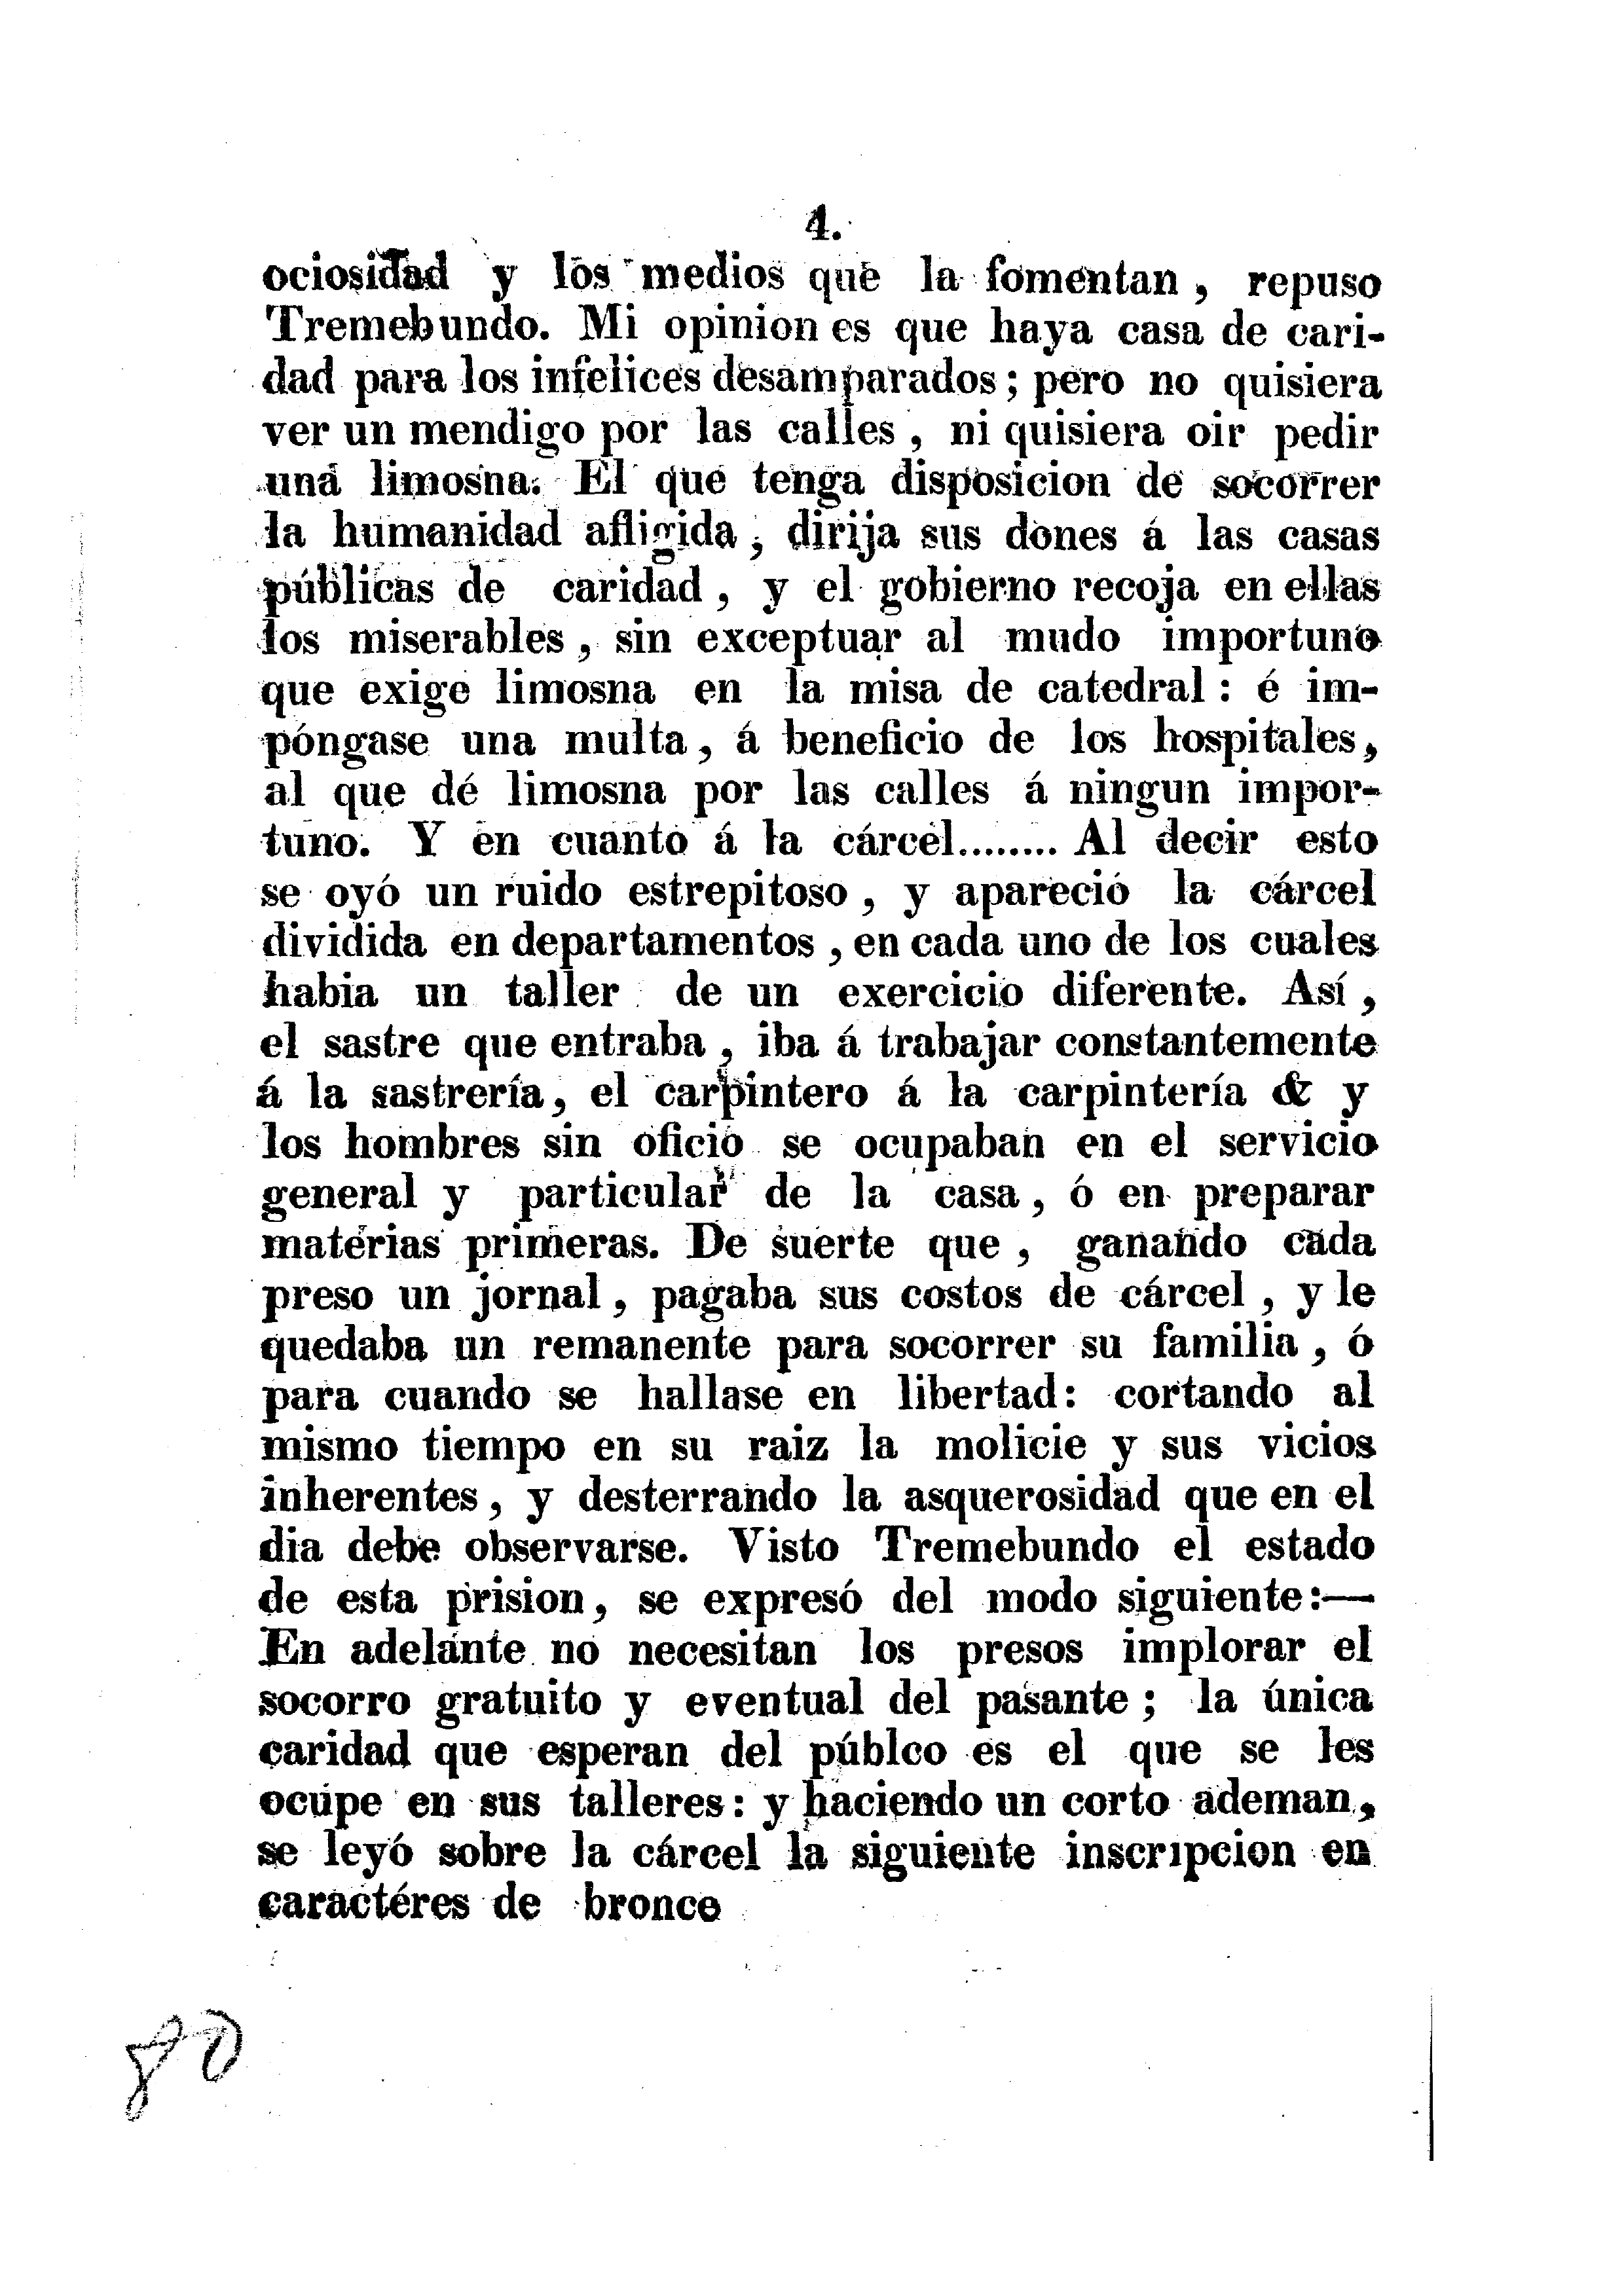 4.
ociosidad y los medios que la fomentan, repuso
Tremebundo. Mi opinion es que haya casa de cari-
dad para los infelices desamparados; pero no quisiera
ver un mendigo por las calles, ni quisiera oir pedir
una limosna. El que tenga disposicion de socorrer
la humanidad afligida, dirija sus dones á las casas
públicas de caridad, y el gobierno recoja en ellas
los miserables, sin exceptuar al mudo importuno
que exige limosna en la misa de catedral: é im-
póngase una multa, á beneficio de los hospitales,
al que dé limosna por las calles á ningun impor-
tuno. Y en cuanto á la cárcel........ Al decir esto
se oyó un ruido estrepitoso, y apareció la cárcel
dividida en departamentos, en cada uno de los cuales
habia un taller de un exercicio diferente. Así,
el sastre que entraba, iba á trabajar constantemente
á la sastrería, el carpintero á la carpintería & y
los hombres sin oficio se ocupaban en el servicio
general y particular de la casa, ó en preparar
materias primeras. De suerte que, ganando cada
preso un jornal, pagaba sus costos de cárcel, y le
quedaba un remanente para socorrer su familia, ó
para cuando se hallase en libertad: cortando al
mismo tiempo en su raiz la molicie y sus vicios
inherentes, y desterrando la asquerosidad que en el
dia debe observarse. Visto Tremebundo el estado
de esta prision, se expresó del modo siguiente:—
En adelante no necesitan los presos implorar el
socorro gratuito y eventual del pasante; la única
caridad que esperan del públco es el que se les
ocupe en sus talleres: y haciendo un corto ademan,
se leyó sobre la cárcel la siguiente inscripcion en
caractéres de bronce
80